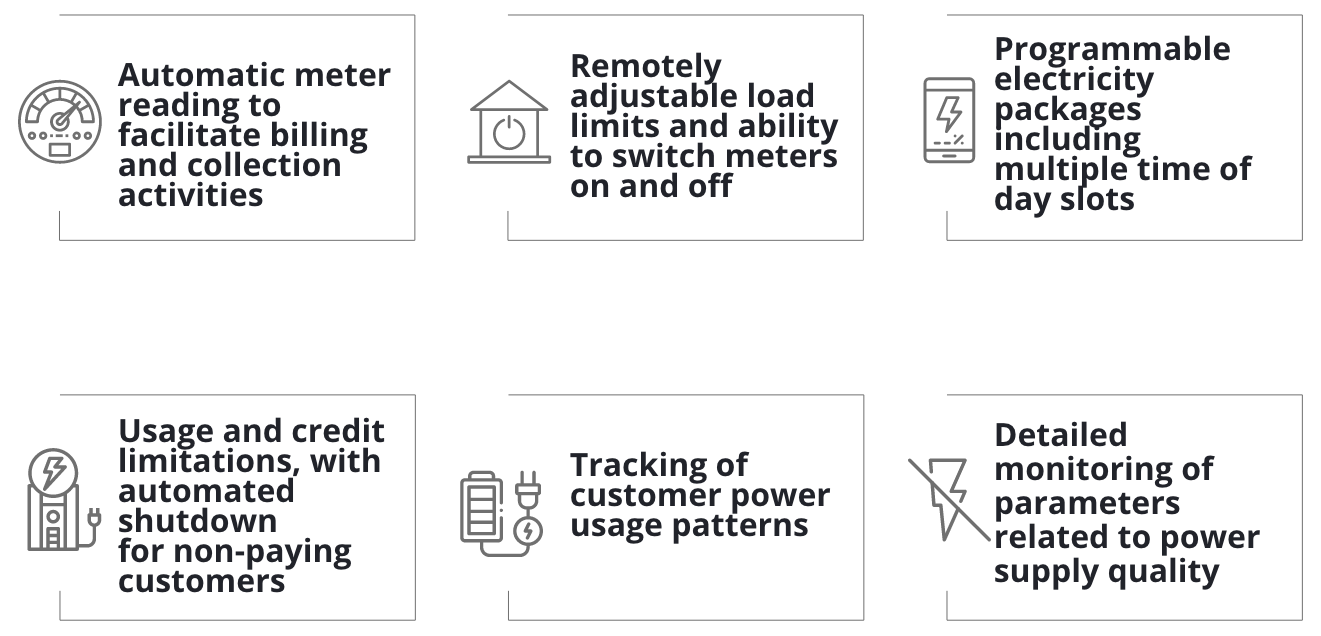 Automatic meter
reading to
facilitate billing
and collection
activities
Remotely
adjustable load
limits and ability
to switch meters
on and off
Programmable
electricity
packages
including
multiple time of
day slots
Usage and credit
limitations, with
automated
shutdown
for non-paying
customers
Tracking of
customer power
usage patterns
Detailed
monitoring of
parameters
related to power
supply quality